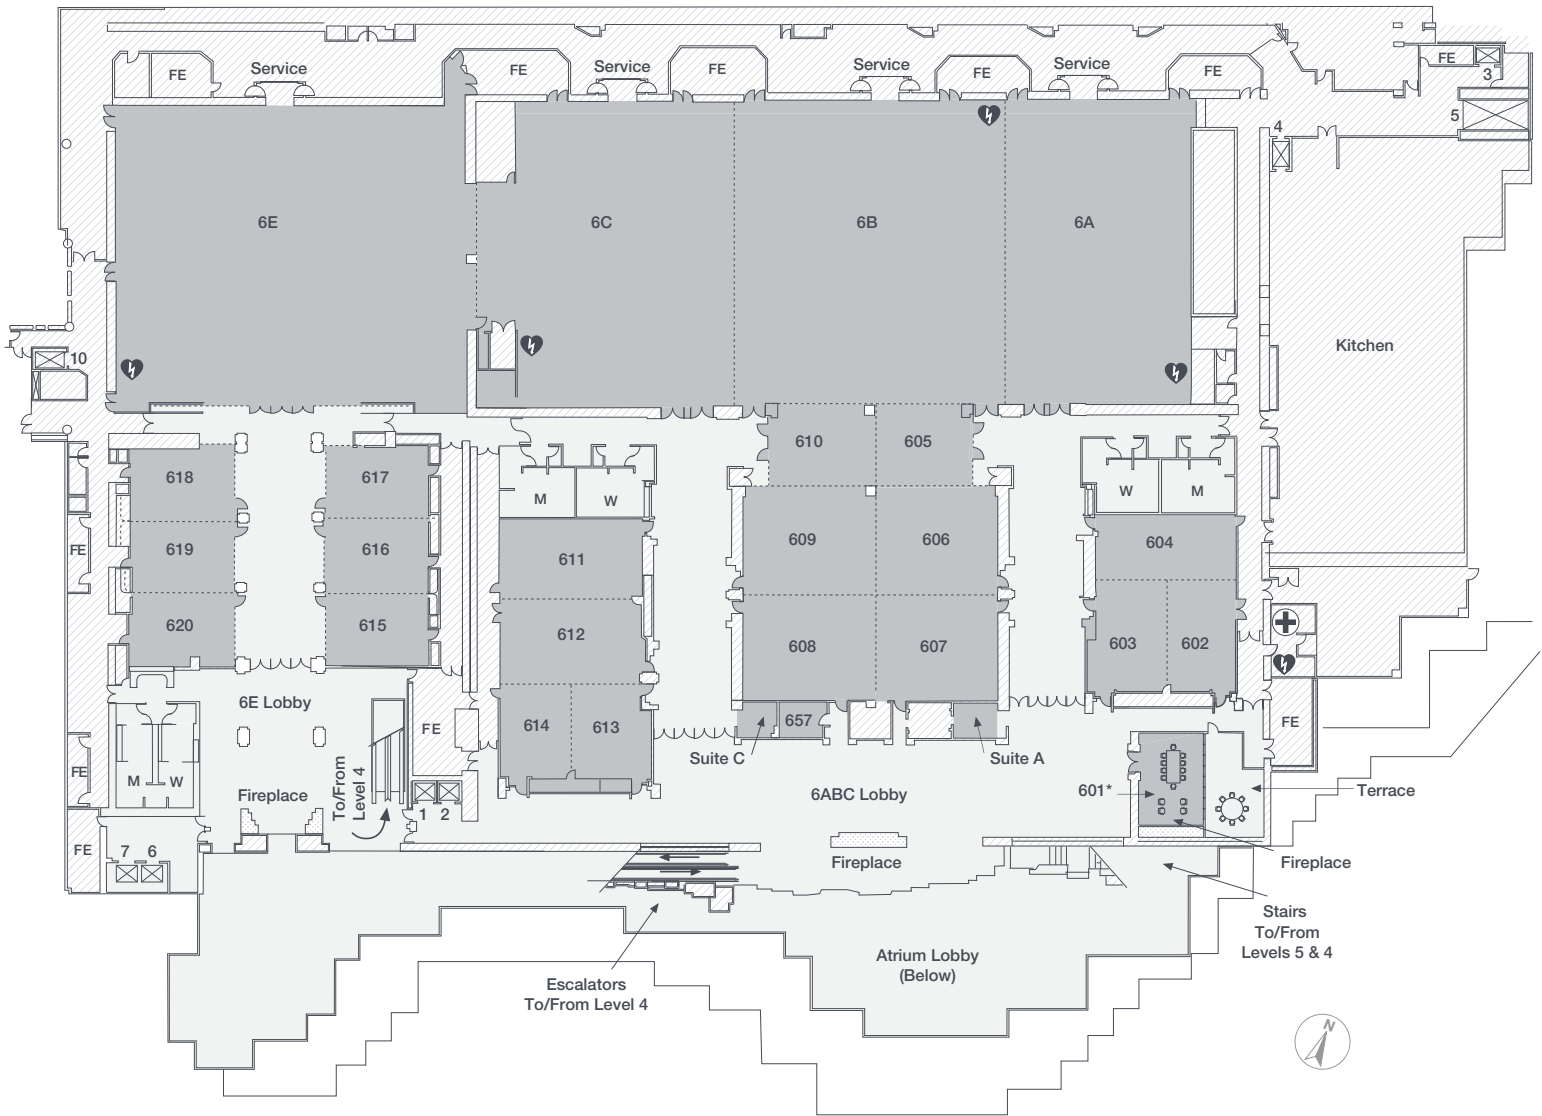 FE
Service
FE
Service
FE
Service
FE
Service
FE
FE
3
5
4
6E
6C
6B
6A
Kitchen
10
610
605
618
617
M
W
W
M
619
616
FE
611
609
606
604
620
615
612
608
607
603
602
6E Lobby
614
613
657
FE
FE
Suite C
Suite A
FE
M
W
To/From
Level 4
Fireplace
1
2
6ABC Lobby
601*
Terrace
FE
7
6
Fireplace
Fireplace
Stairs
To/From
Levels 5 & 4
Atrium Lobby
(Below)
Escalators
To/From Level 4
N